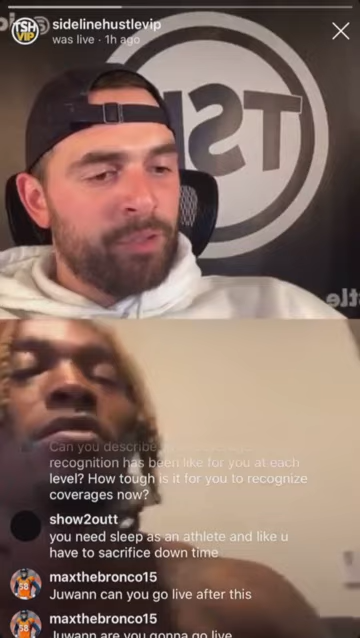 sidelinehustlevip
was live · 1h ago
TSH
VIP
TSH
Can you describe
recognition has been like for you at each
level? How tough is it for you to recognize
coverages now?
show2outt
you need sleep as an athlete and like u
have to sacrifice down time
maxthebronco15
Juwann can you go live after this
maxthebronco15
Juwann are you gonna go live